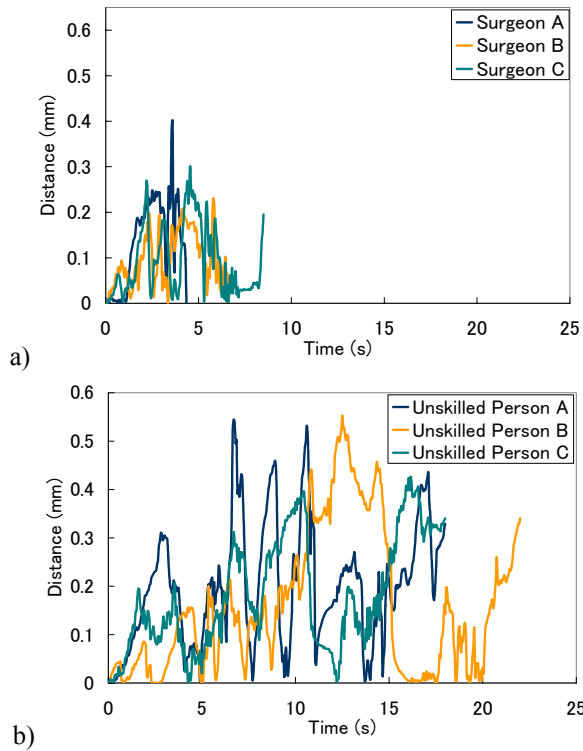 0.6
0.5
0.4
0.3
0.2
0.1
0
Distance (mm)
Surgeon A
Surgeon B
Surgeon C
0 5 10 15 20 25
Time (s)
a)
0.6
0.5
0.4
0.3
0.2
0.1
0
Distance (mm)
Unskilled Person A
Unskilled Person B
Unskilled Person C
0 5 10 15 20 25
Time (s)
b)